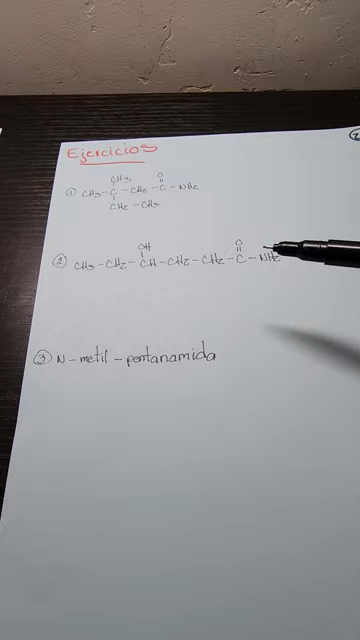 Ejercicios
CH3
O
① CH3 - C - CH2 - C - NH2
CH2 - CH3
OH
O
② CH3 - CH2 - CH - CH2 - CH2 - C - NH2
③ N - metil - pentanamida